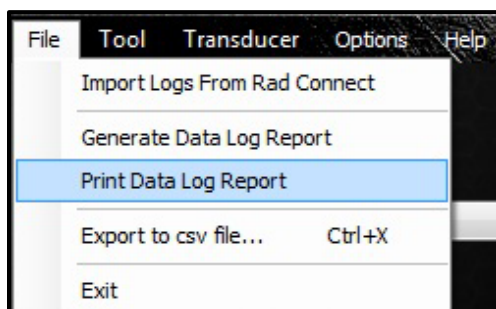 File Tool Transducer Options Help
Import Logs From Rad Connect
Generate Data Log Report
Print Data Log Report
Export to csv file... Ctrl+X
Exit